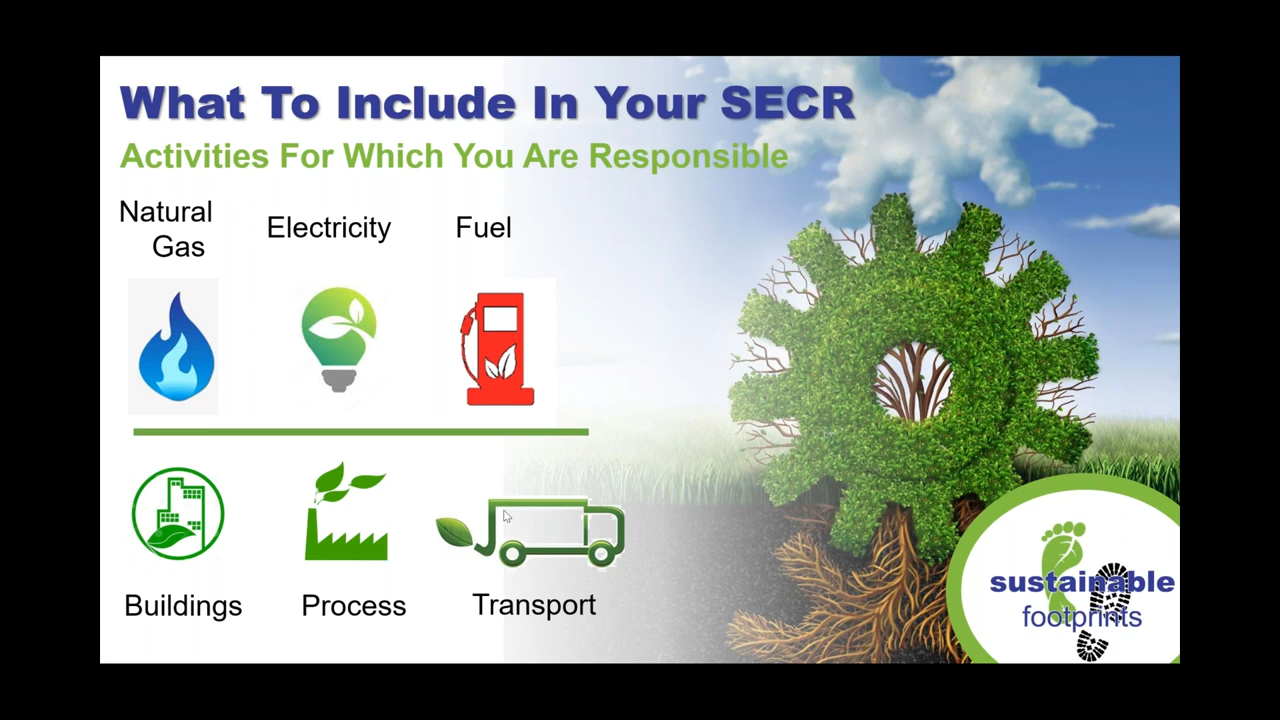 What To Include In Your SECR
Activities For Which You Are Responsible
Natural
Gas
Electricity
Fuel
Buildings
Process
Transport
sustainable
footprints